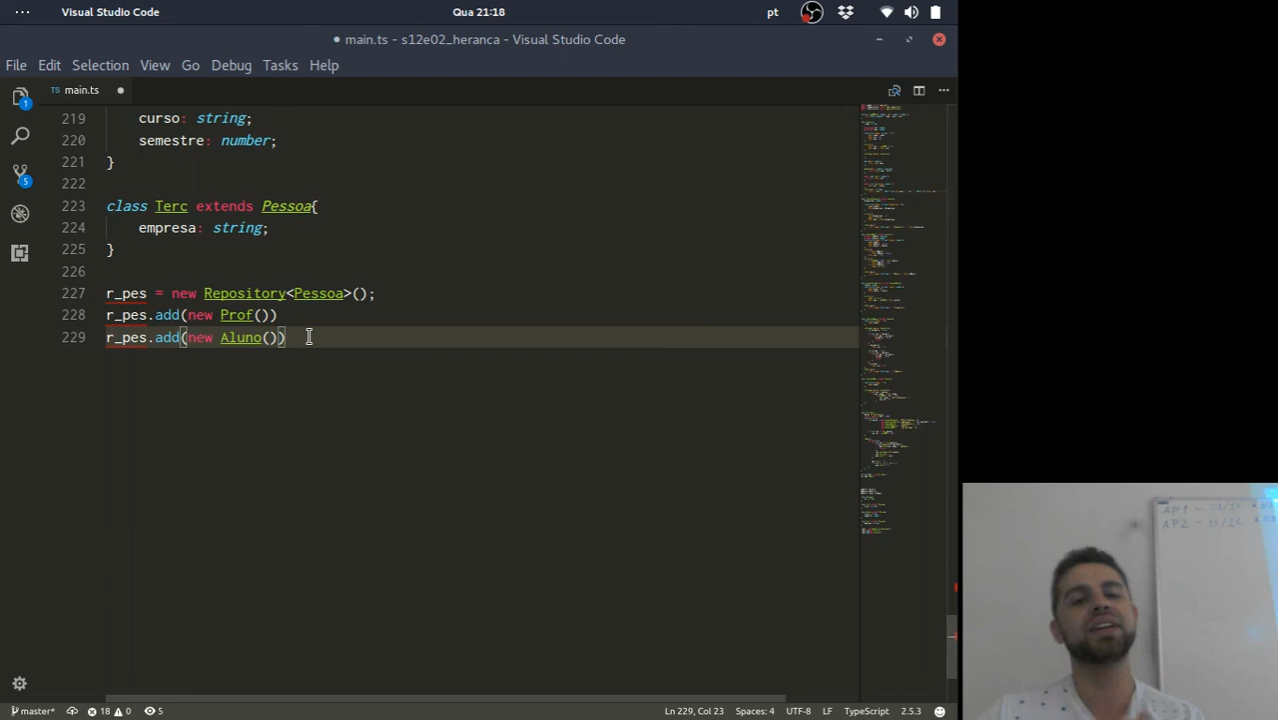 Visual Studio Code
Qua 21:18
pt
● main.ts - s12e02_heranca - Visual Studio Code
File Edit Selection View Go Debug Tasks Help
TS main.ts
219 curso: string;
220 semestre: number;
221 }
222
223 class Terc extends Pessoa{
224 empresa: string;
225 }
226
227 r_pes = new Repository<Pessoa>();
228 r_pes.add(new Prof())
229 r_pes.add(new Aluno())
1
5
master* 18 0 5
Ln 229, Col 23 Spaces: 4 UTF-8 LF TypeScript 2.5.3